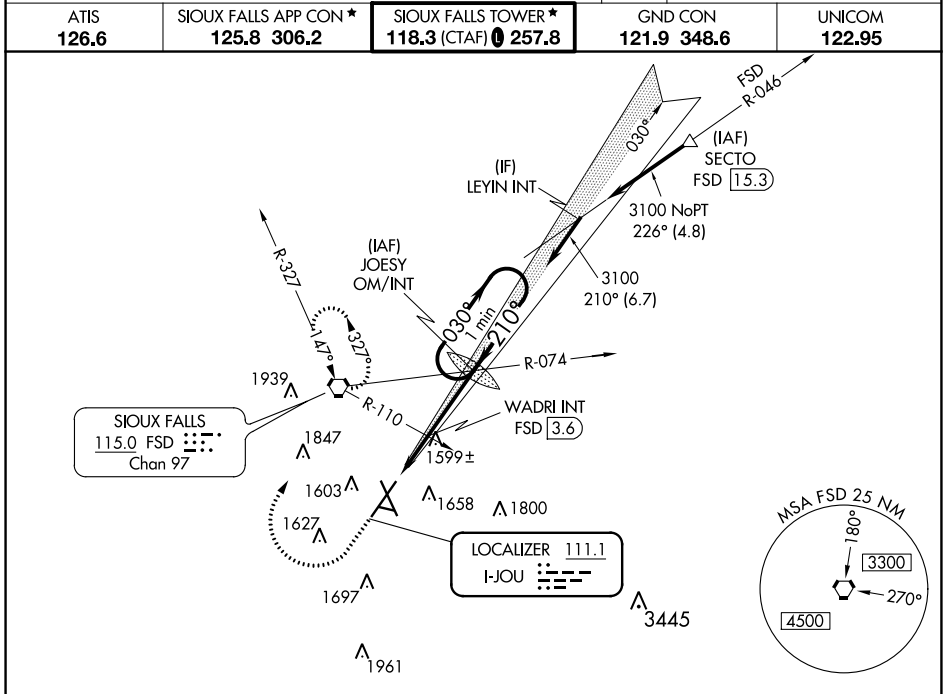 ATIS
126.6
SIOUX FALLS APP CON ★
125.8 306.2
SIOUX FALLS TOWER ★
118.3 (CTAF) L 257.8
GND CON
121.9 348.6
UNICOM
122.95
FSD
R-046
(IAF)
SECTO
FSD 15.3
030°
(IF)
LEYIN INT
3100 NoPT
226° (4.8)
3100
210° (6.7)
(IAF)
JOESY
OM/INT
R-327
147°
327°
030°
1 min
210°
R-074
R-110
WADRI INT
FSD 3.6
1939
SIOUX FALLS
115.0 FSD
Chan 97
1847
1599±
1603
1658
1800
1627
LOCALIZER 111.1
I-JOU
1697
3445
1961
MSA FSD 25 NM
180°
3300
270°
4500